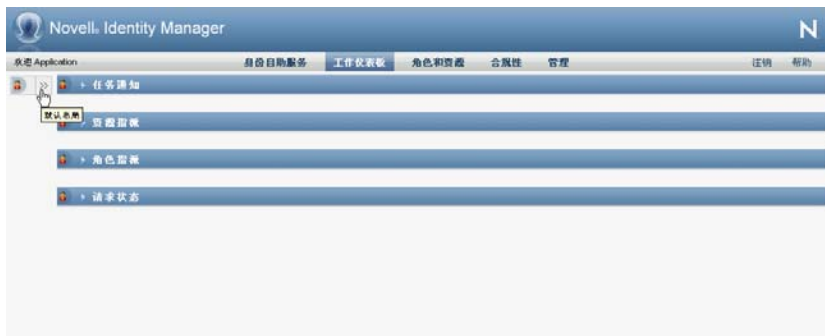 Novell® Identity Manager
N
欢迎 Application
身份自助服务
工作仪表板
角色和资源
合规性
管理
注销
帮助
任务通知
默认布局
资源指派
角色指派
请求状态